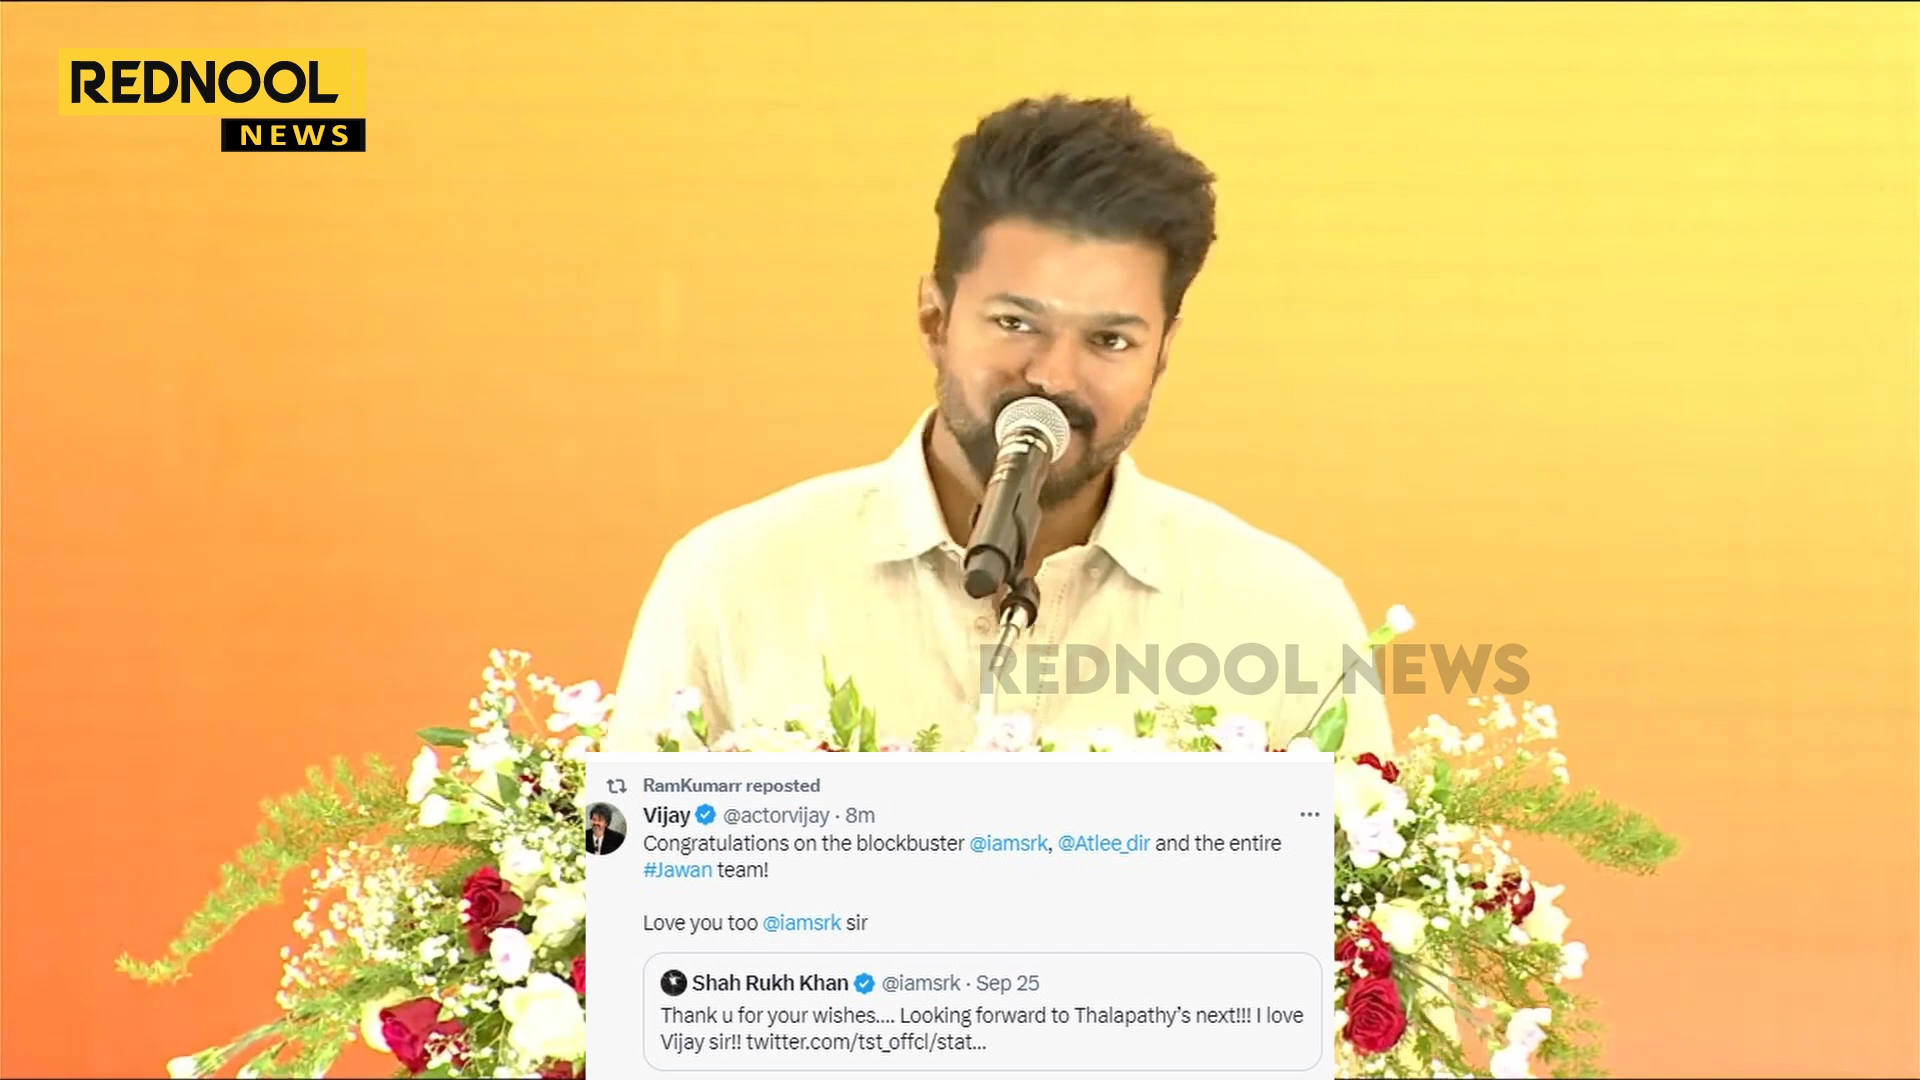 REDNOOL
NEWS
REDNOOL NEWS
RamKumarr reposted
Vijay @actorvijay · 8m
Congratulations on the blockbuster @iamsrk, @Atlee_dir and the entire
#Jawan team!
Love you too @iamsrk sir
Shah Rukh Khan @iamsrk · Sep 25
Thank u for your wishes.... Looking forward to Thalapathy's next!!! I love
Vijay sir!! twitter.com/tst_offcl/stat...